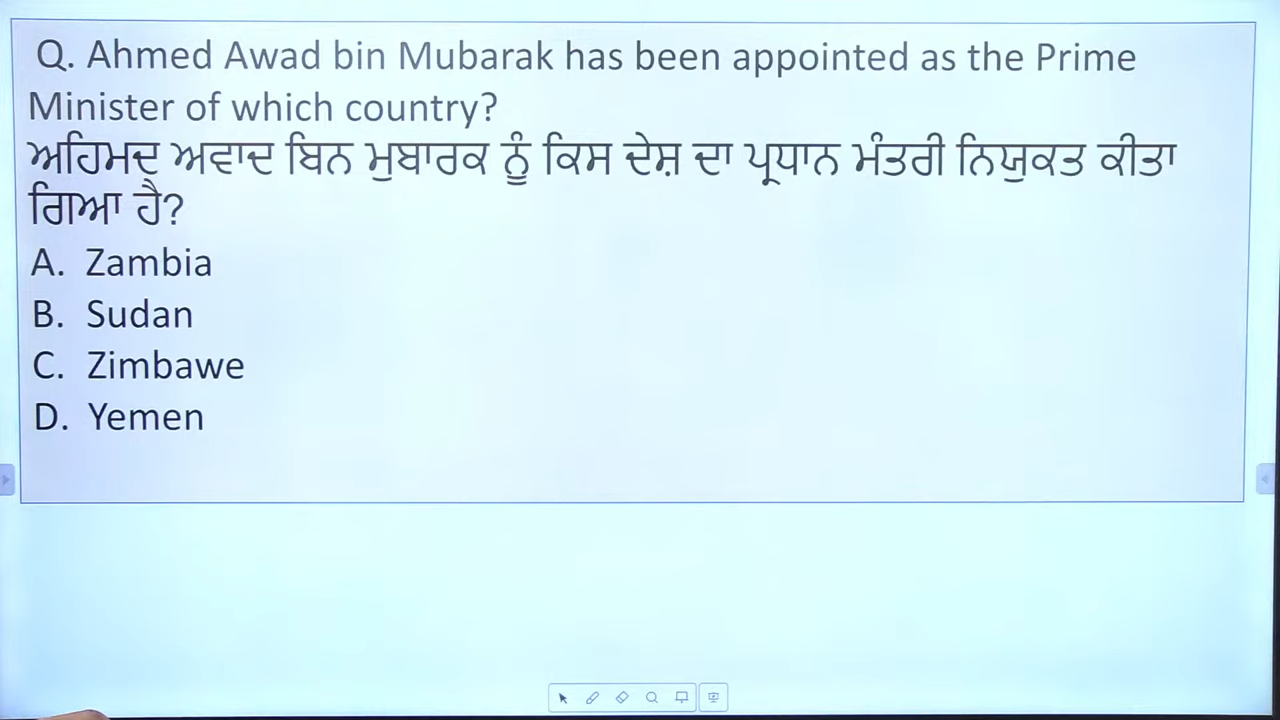 Q. Ahmed Awad bin Mubarak has been appointed as the Prime
Minister of which country?
ਅਹਿਮਦ ਅਵਾਦ ਬਿਨ ਮੁਬਾਰਕ ਨੂੰ ਕਿਸ ਦੇਸ਼ ਦਾ ਪ੍ਰਧਾਨ ਮੰਤਰੀ ਨਿਯੁਕਤ ਕੀਤਾ
ਗਿਆ ਹੈ?
A. Zambia
B. Sudan
C. Zimbawe
D. Yemen